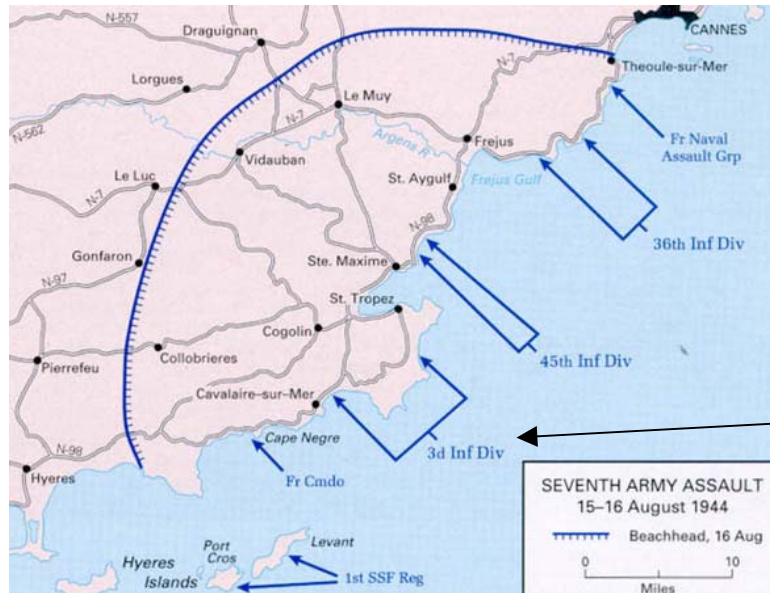 N-557
Draguignan
CANNES
N-7
Theoule-sur-Mer
Lorgues
Le Muy
N-562
N-7
Argens R
Frejus
Fr Naval
Assault Grp
Vidauban
Le Luc
St. Aygulf
Frejus Gulf
N-7
N-98
36th Inf Div
Gonfaron
Ste. Maxime
N-97
St. Tropez
Cogolin
45th Inf Div
Collobrieres
Pierrefeu
Cavalaire-sur-Mer
Cape Negre
N-98
3d Inf Div
Hyeres
Fr Cmdo
SEVENTH ARMY ASSAULT
15–16 August 1944
Beachhead, 16 Aug
Levant
Port
Cros
Hyeres
Islands
1st SSF Reg
0 10
Miles